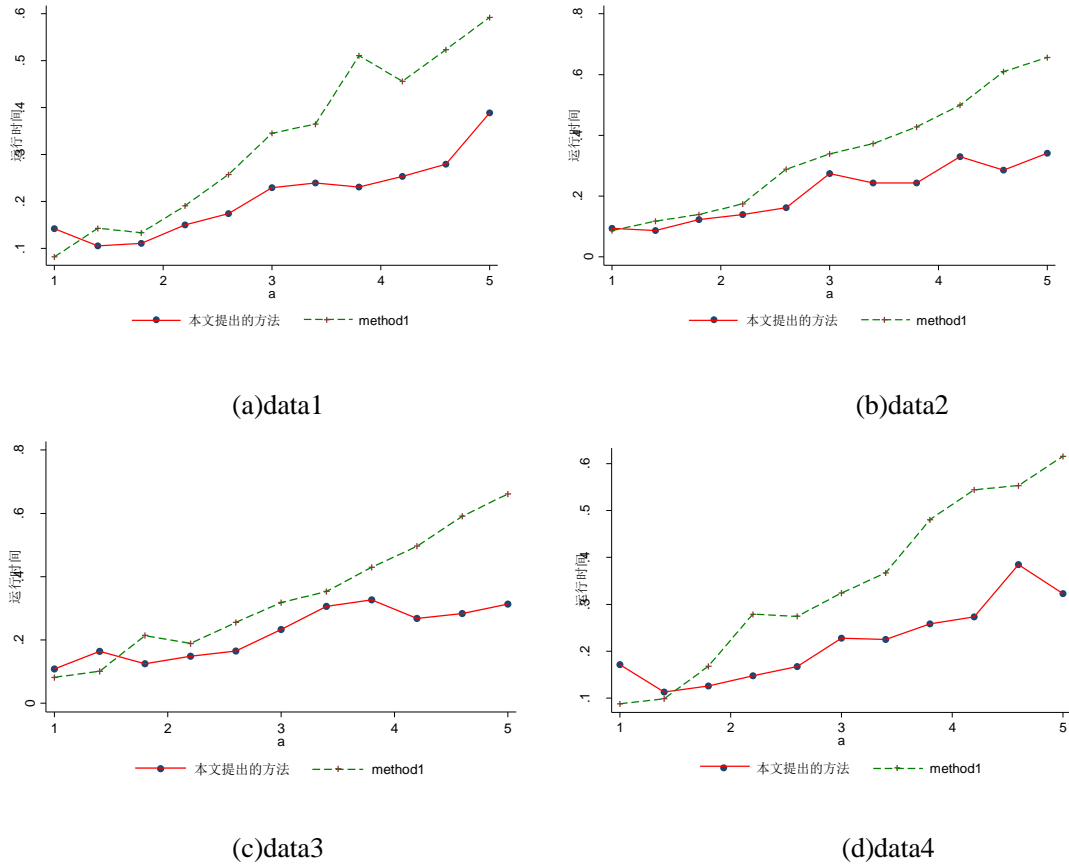 .6
.5
.4
.3
.2
.1
运行时间
1
2
3
4
5
a
本文提出的方法
method1
(a)data1
.8
.6
.4
.2
0
运行时间
1
2
3
4
5
a
本文提出的方法
method1
(b)data2
.8
.6
.4
.2
0
运行时间
1
2
3
4
5
a
本文提出的方法
method1
(c)data3
.6
.5
.4
.3
.2
.1
运行时间
1
2
3
4
5
a
本文提出的方法
method1
(d)data4